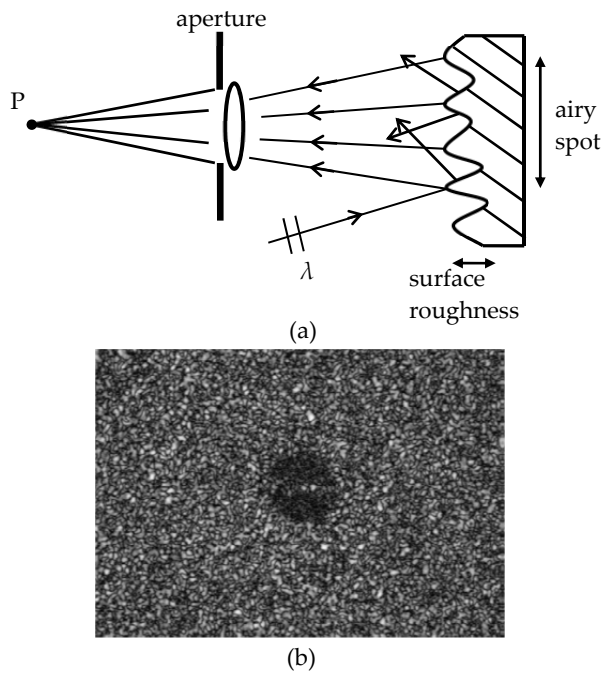 aperture
P
airy
spot
λ
surface
roughness
(a)
(b)